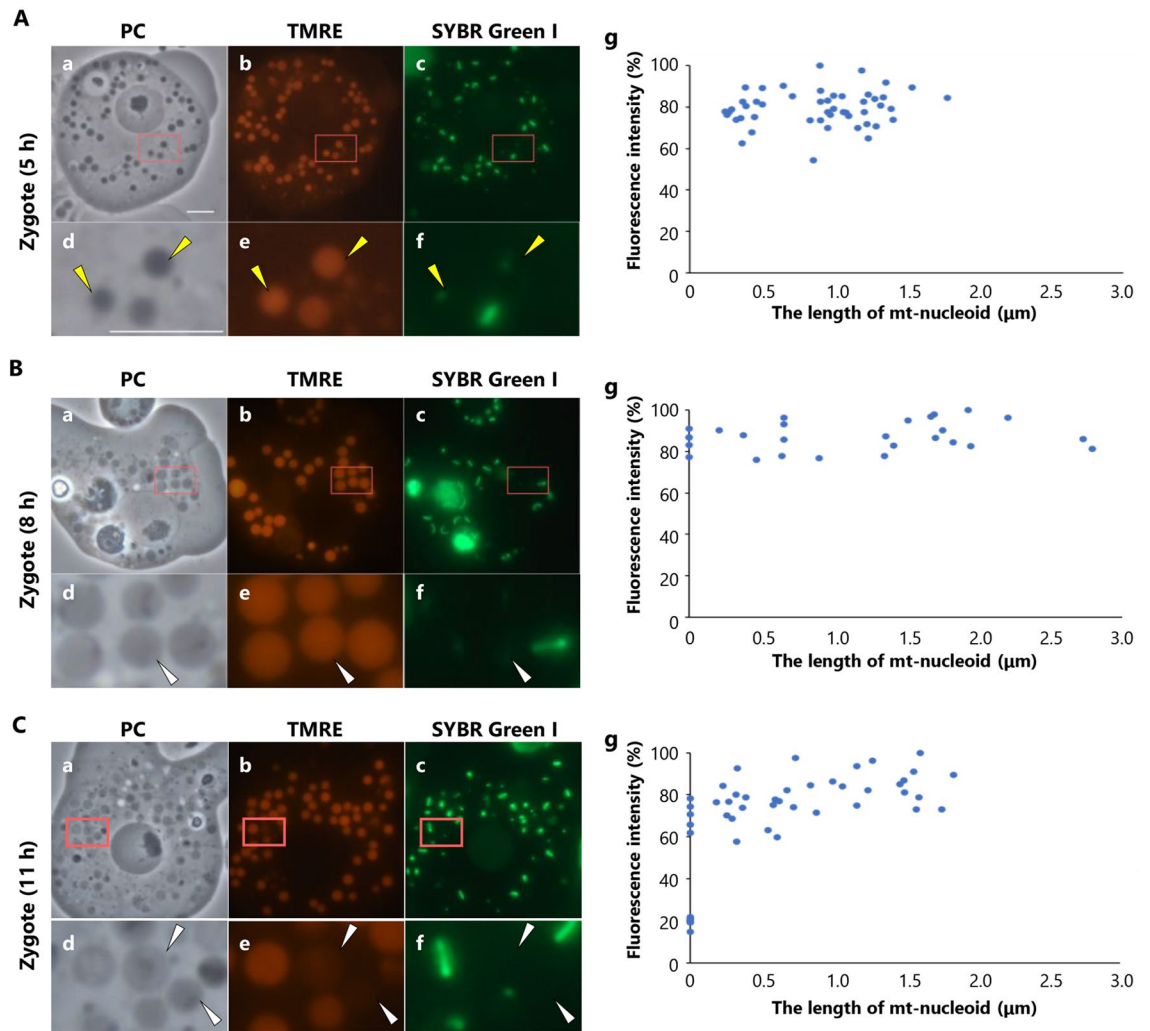 A
PC TMRE SYBR Green I
Zygote (5 h)
a b c
d e f
g
Fluorescence intensity (%)
100
80
60
40
20
0
0 0.5 1.0 1.5 2.0 2.5 3.0
The length of mt-nucleoid (µm)
B
PC TMRE SYBR Green I
Zygote (8 h)
a b c
d e f
g
Fluorescence intensity (%)
100
80
60
40
20
0
0 0.5 1.0 1.5 2.0 2.5 3.0
The length of mt-nucleoid (µm)
C
PC TMRE SYBR Green I
Zygote (11 h)
a b c
d e f
g
Fluorescence intensity (%)
100
80
60
40
20
0
0 0.5 1.0 1.5 2.0 2.5 3.0
The length of mt-nucleoid (µm)